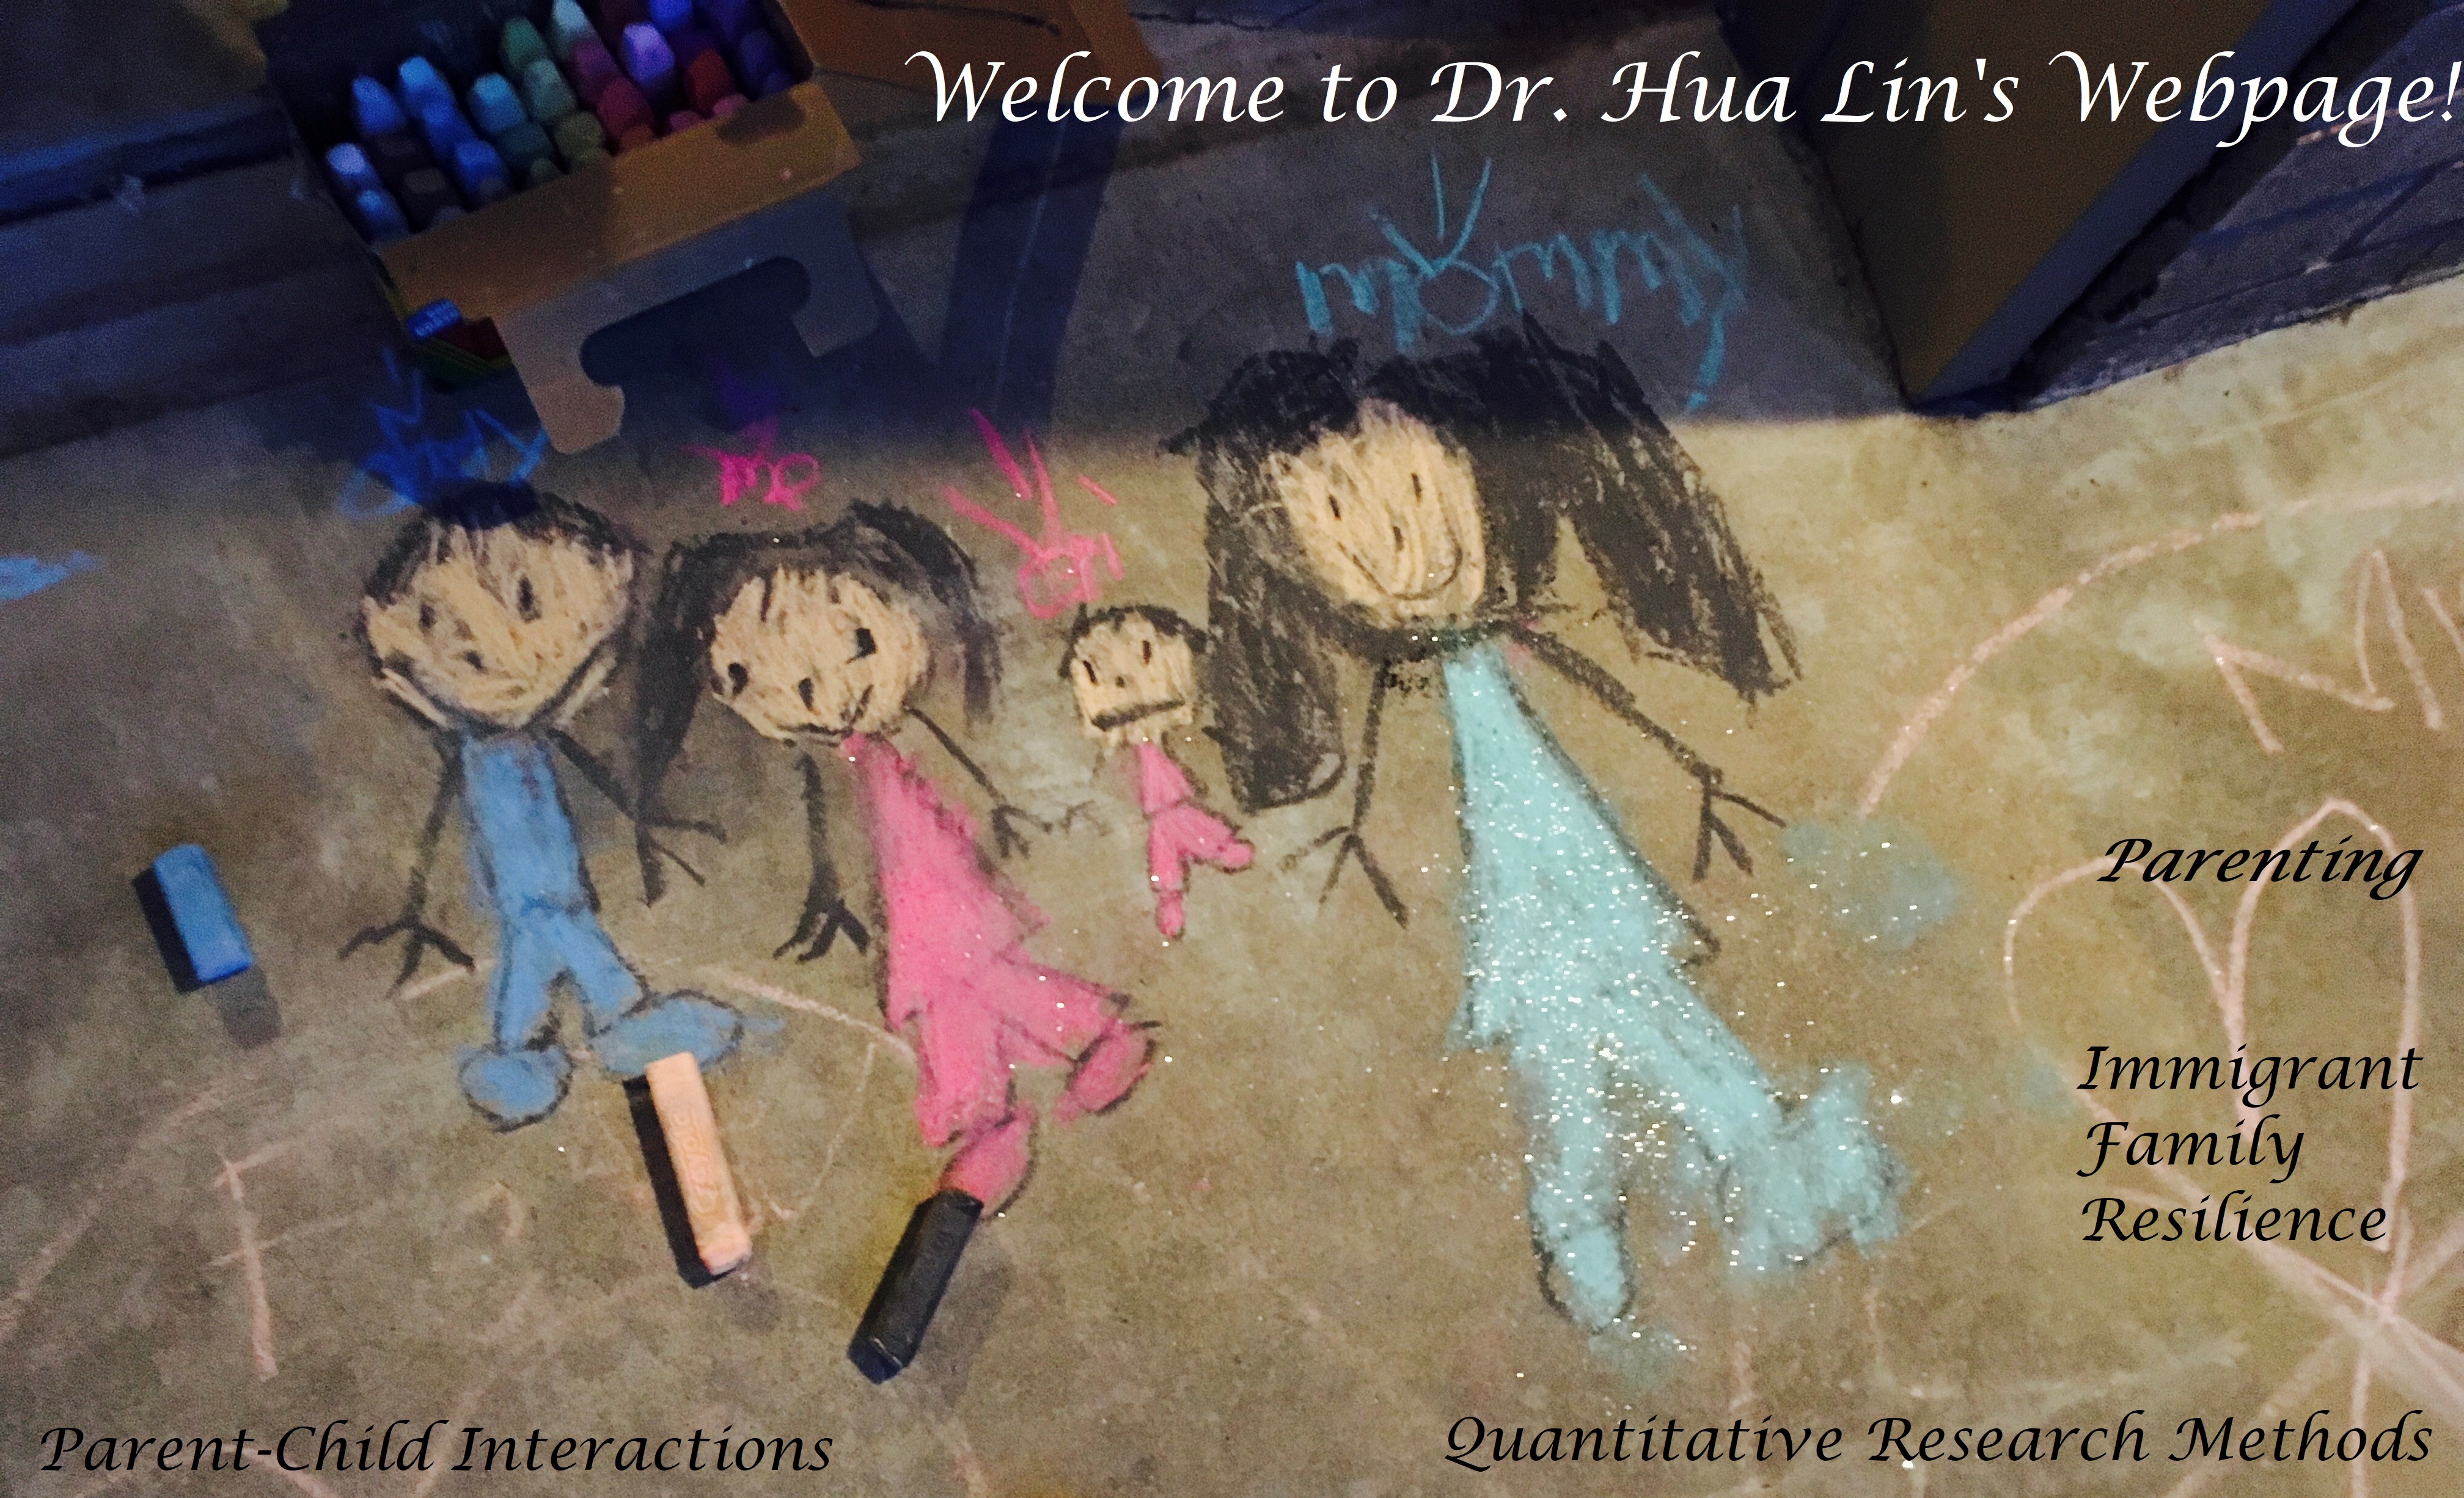 Welcome to Dr. Hua Lin's Webpage!
mommy
me
Parenting
Immigrant
Family
Resilience
Parent-Child Interactions
Quantitative Research Methods